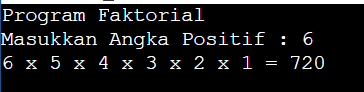 Program Faktorial
Masukkan Angka Positif : 6
6 x 5 x 4 x 3 x 2 x 1 = 720